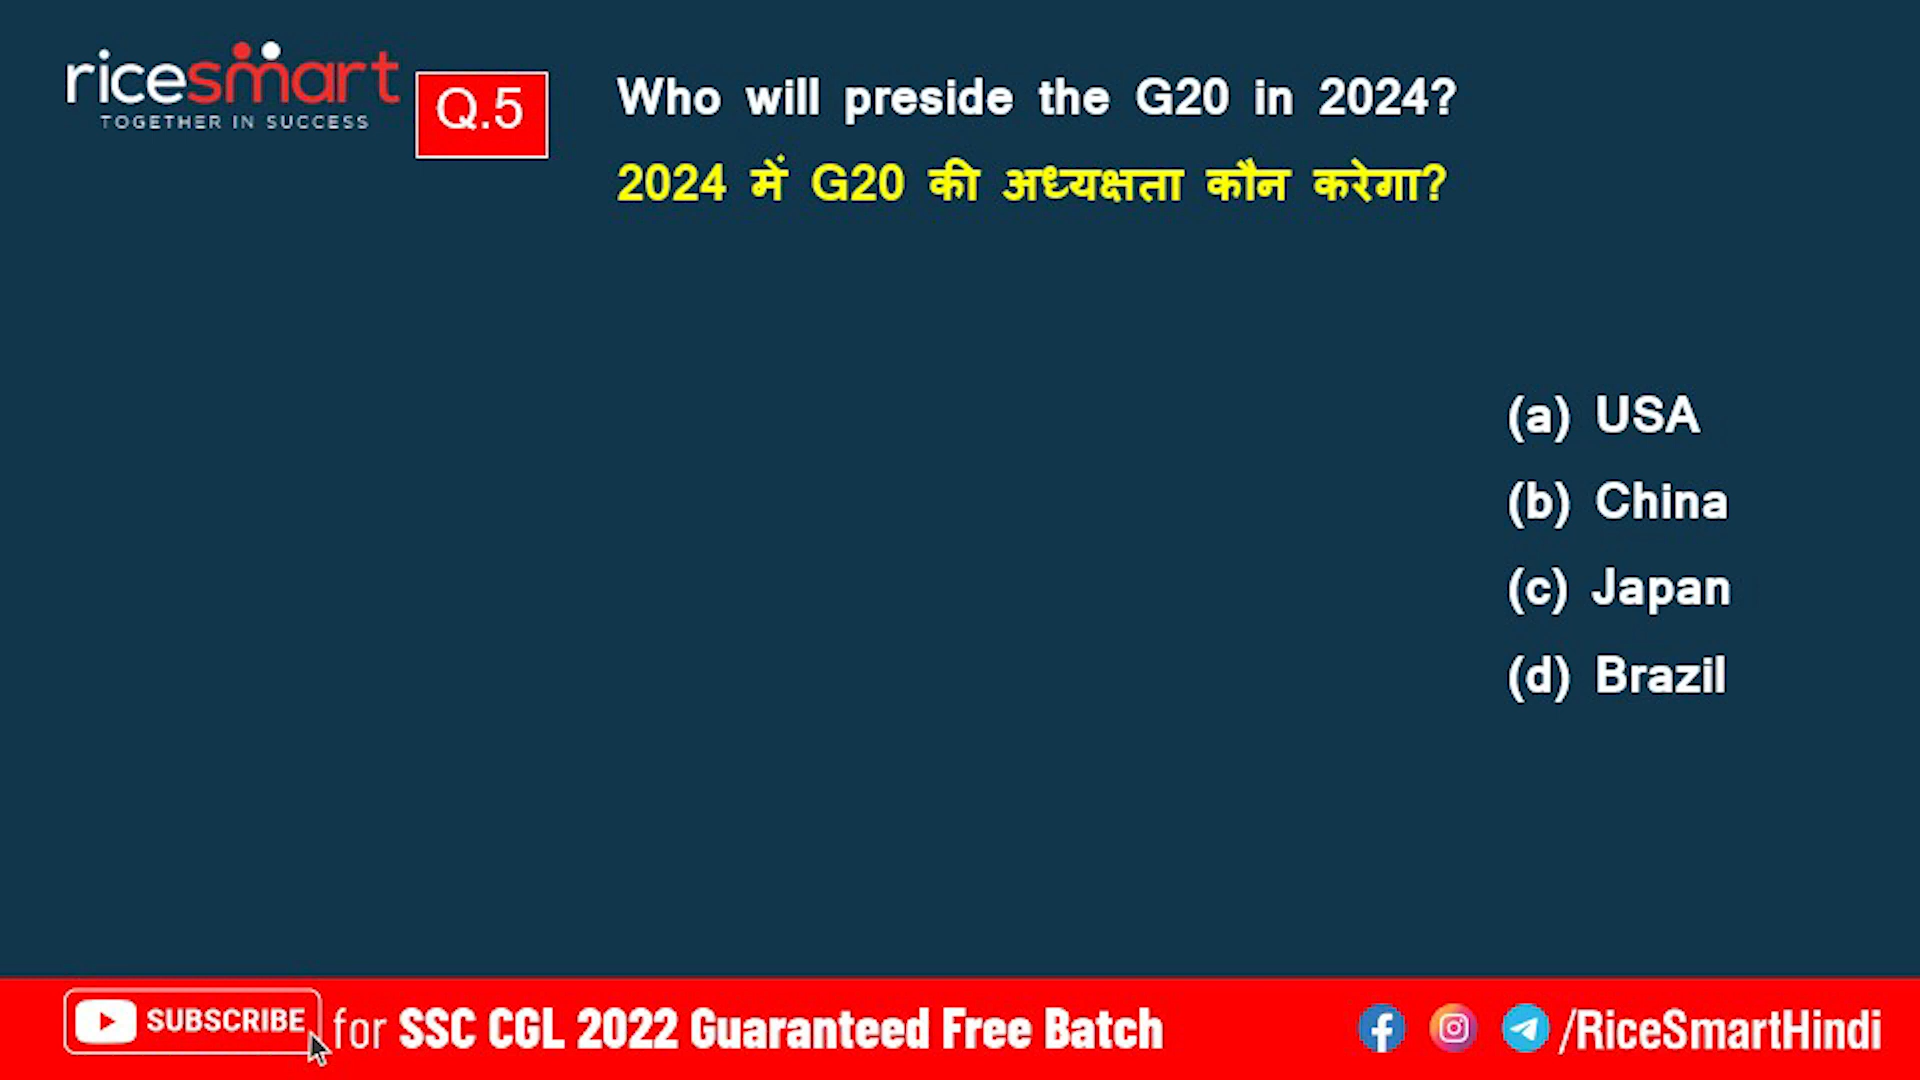 ricesmart
TOGETHER IN SUCCESS
Q.5
Who will preside the G20 in 2024?
2024 में G20 की अध्यक्षता कौन करेगा?
(a) USA
(b) China
(c) Japan
(d) Brazil
SUBSCRIBE for SSC CGL 2022 Guaranteed Free Batch
/RiceSmartHindi